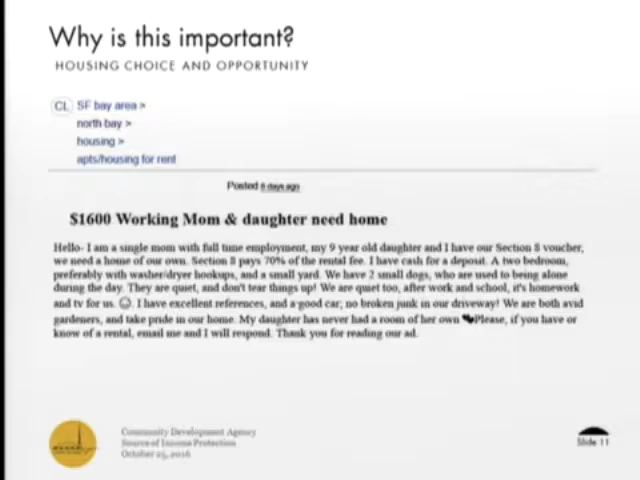 Why is this important?
HOUSING CHOICE AND OPPORTUNITY
CL SF bay area >
north bay >
housing >
apts/housing for rent
Posted 6 days ago
$1600 Working Mom & daughter need home
Hello- I am a single mom with full time employment, my 9 year old daughter and I have our Section 8 voucher,
we need a home of our own. Section 8 pays 70% of the rental fee. I have cash for a deposit. A two bedroom,
preferably with washer/dryer hookups, and a small yard. We have 2 small dogs, who are used to being alone
during the day. They are quiet, and don't tear things up! We are quiet too, after work and school, it's homework
and tv for us ☺. I have excellent references, and a good car; no broken junk in our driveway! We are both avid
gardeners, and take pride in our home. My daughter has never had a room of her own ❤Please, if you have or
know of a rental, email me and I will respond. Thank you for reading our ad.
Community Development Agency
Source of Income Protection
October 25, 2016
Slide 11